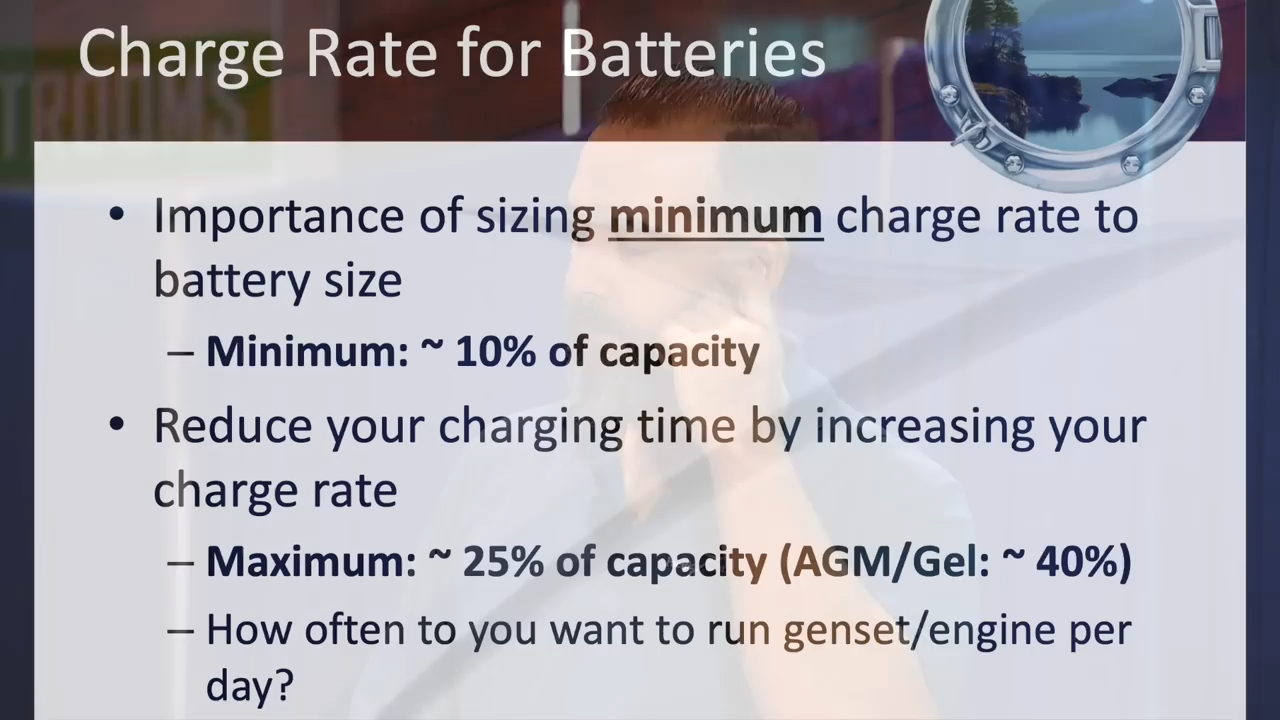 Charge Rate for Batteries
TROOMS
• Importance of sizing minimum charge rate to
battery size
– Minimum: ~ 10% of capacity
• Reduce your charging time by increasing your
charge rate
– Maximum: ~ 25% of capacity (AGM/Gel: ~ 40%)
– How often to you want to run genset/engine per
day?